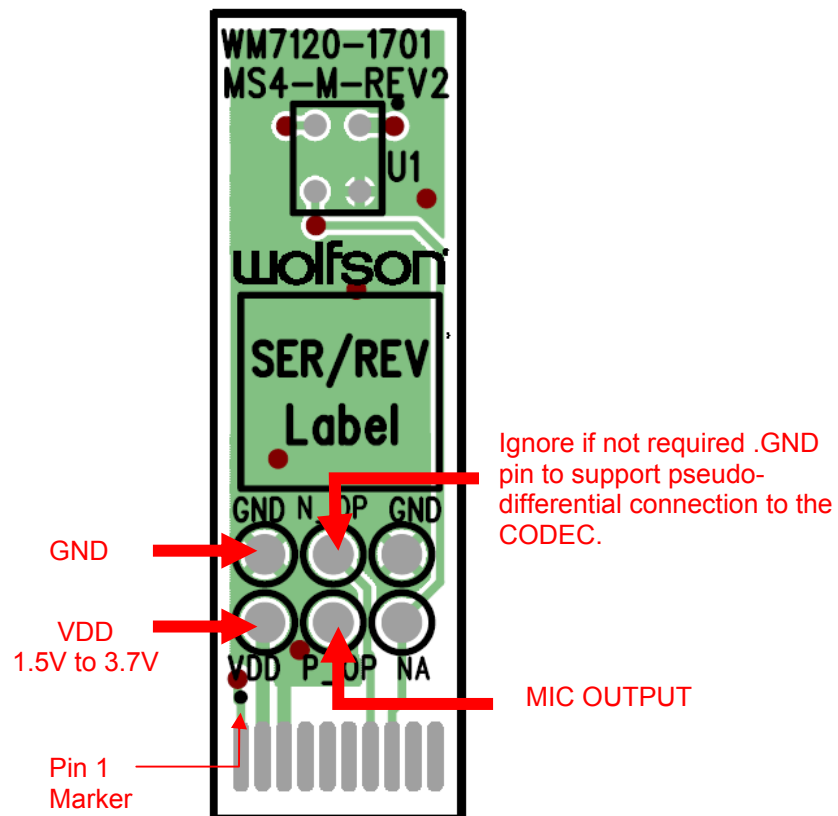 WM7120-1701
MS4-M-REV2
U1
wolfson
SER/REV
Label
Ignore if not required .GND
pin to support pseudo-
differential connection to the
CODEC.
GND N_OP GND
GND
VDD
1.5V to 3.7V
VDD P_OP NA
MIC OUTPUT
Pin 1
Marker